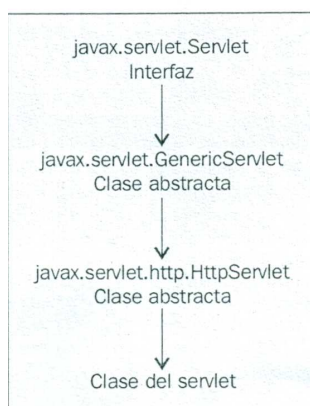 javax.servlet.Servlet
Interfaz
javax.servlet.GenericServlet
Clase abstracta
javax.servlet.http.HttpServlet
Clase abstracta
Clase del servlet